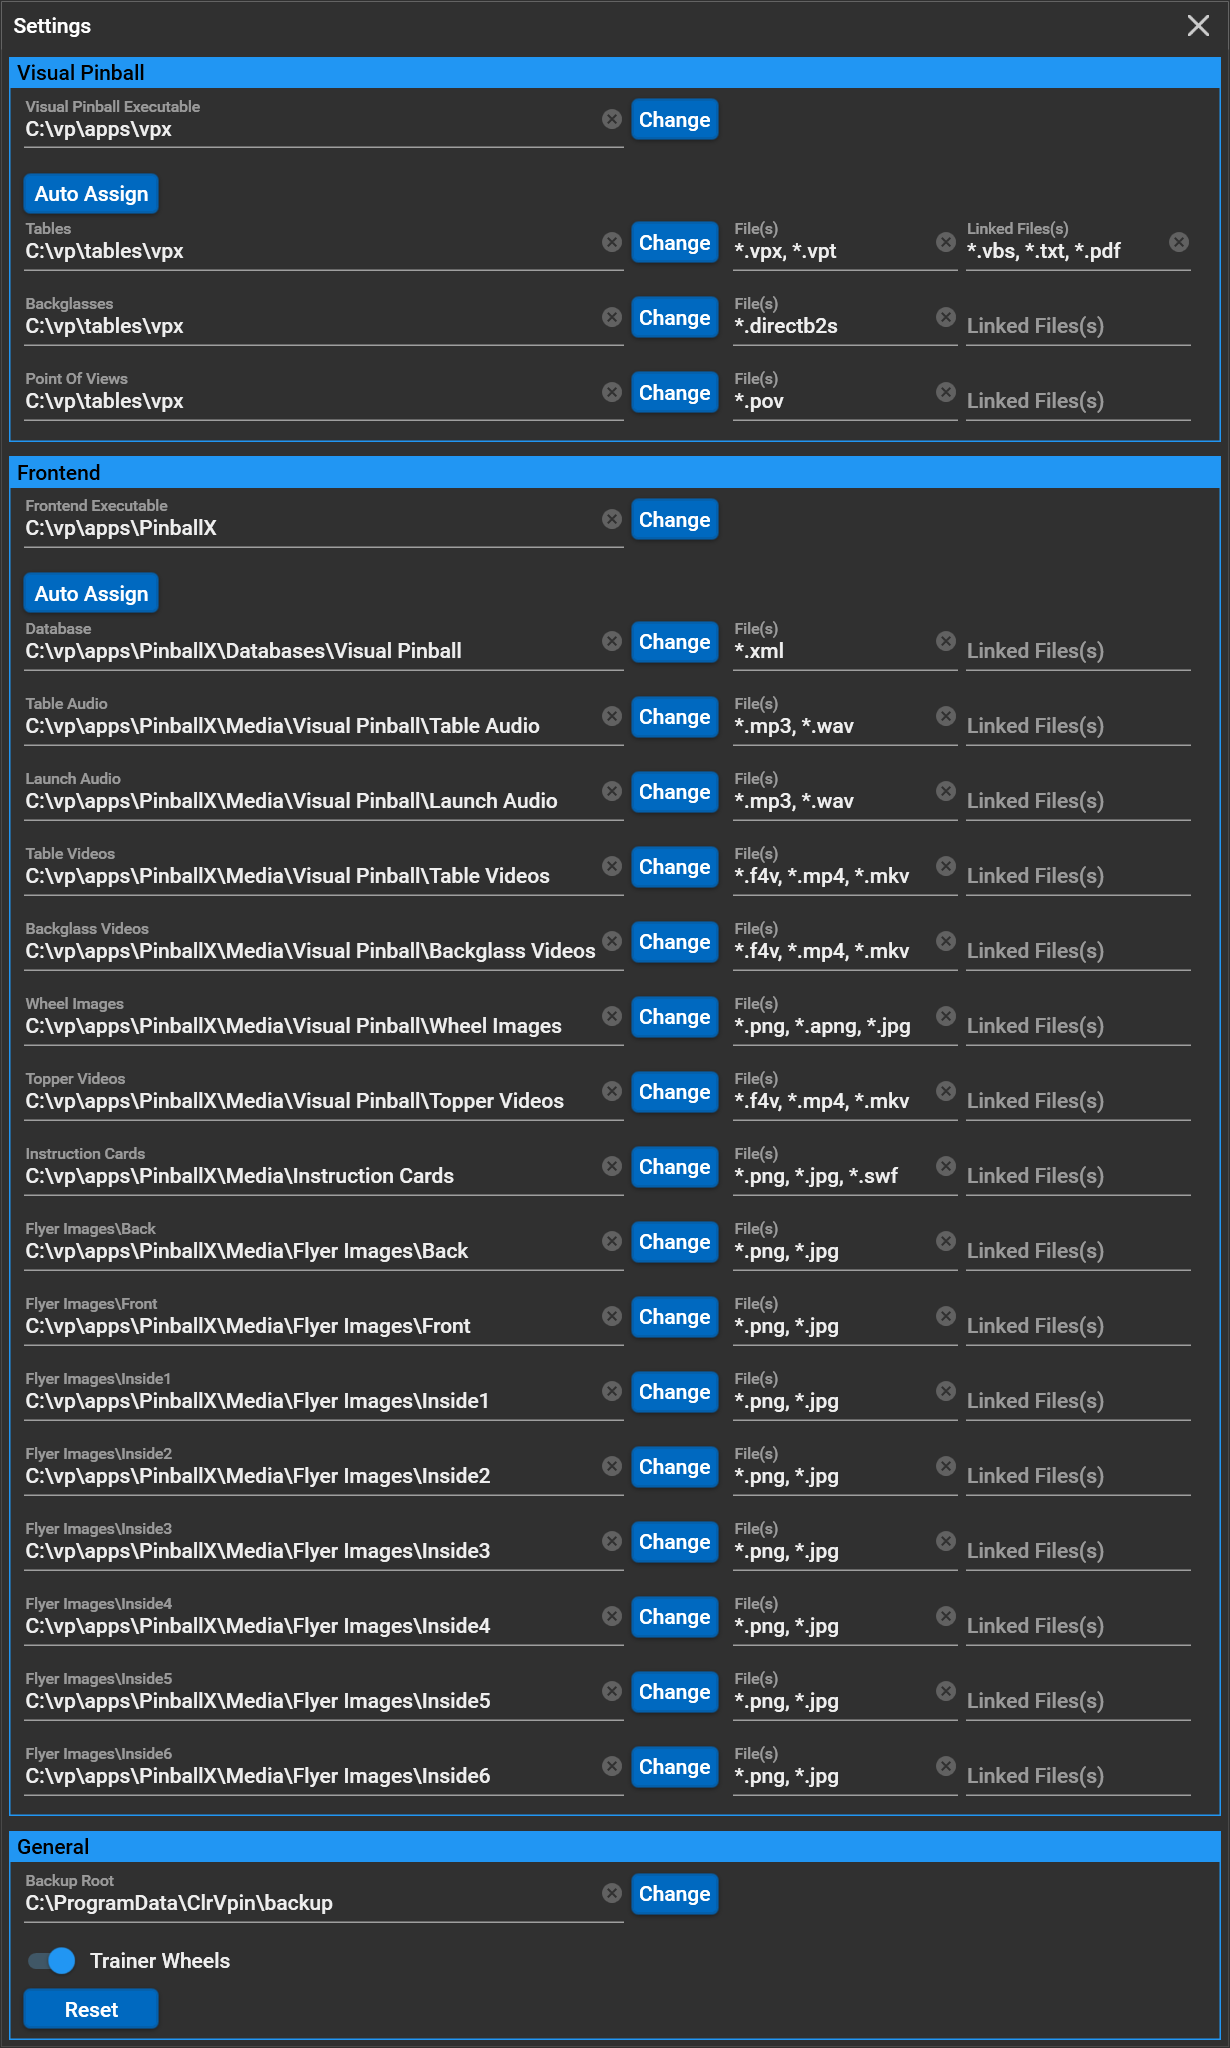 Settings
Visual Pinball
Visual Pinball Executable
C:\vp\apps\vpx
Change
Auto Assign
Tables
C:\vp\tables\vpx
Change
File(s)
*.vpx, *.vpt
Linked Files(s)
*.vbs, *.txt, *.pdf
Backglasses
C:\vp\tables\vpx
Change
File(s)
*.directb2s
Linked Files(s)
Point Of Views
C:\vp\tables\vpx
Change
File(s)
*.pov
Linked Files(s)
Frontend
Frontend Executable
C:\vp\apps\PinballX
Change
Auto Assign
Database
C:\vp\apps\PinballX\Databases\Visual Pinball
Change
File(s)
*.xml
Linked Files(s)
Table Audio
C:\vp\apps\PinballX\Media\Visual Pinball\Table Audio
Change
File(s)
*.mp3, *.wav
Linked Files(s)
Launch Audio
C:\vp\apps\PinballX\Media\Visual Pinball\Launch Audio
Change
File(s)
*.mp3, *.wav
Linked Files(s)
Table Videos
C:\vp\apps\PinballX\Media\Visual Pinball\Table Videos
Change
File(s)
*.f4v, *.mp4, *.mkv
Linked Files(s)
Backglass Videos
C:\vp\apps\PinballX\Media\Visual Pinball\Backglass Videos
Change
File(s)
*.f4v, *.mp4, *.mkv
Linked Files(s)
Wheel Images
C:\vp\apps\PinballX\Media\Visual Pinball\Wheel Images
Change
File(s)
*.png, *.apng, *.jpg
Linked Files(s)
Topper Videos
C:\vp\apps\PinballX\Media\Visual Pinball\Topper Videos
Change
File(s)
*.f4v, *.mp4, *.mkv
Linked Files(s)
Instruction Cards
C:\vp\apps\PinballX\Media\Instruction Cards
Change
File(s)
*.png, *.jpg, *.swf
Linked Files(s)
Flyer Images\Back
C:\vp\apps\PinballX\Media\Flyer Images\Back
Change
File(s)
*.png, *.jpg
Linked Files(s)
Flyer Images\Front
C:\vp\apps\PinballX\Media\Flyer Images\Front
Change
File(s)
*.png, *.jpg
Linked Files(s)
Flyer Images\Inside1
C:\vp\apps\PinballX\Media\Flyer Images\Inside1
Change
File(s)
*.png, *.jpg
Linked Files(s)
Flyer Images\Inside2
C:\vp\apps\PinballX\Media\Flyer Images\Inside2
Change
File(s)
*.png, *.jpg
Linked Files(s)
Flyer Images\Inside3
C:\vp\apps\PinballX\Media\Flyer Images\Inside3
Change
File(s)
*.png, *.jpg
Linked Files(s)
Flyer Images\Inside4
C:\vp\apps\PinballX\Media\Flyer Images\Inside4
Change
File(s)
*.png, *.jpg
Linked Files(s)
Flyer Images\Inside5
C:\vp\apps\PinballX\Media\Flyer Images\Inside5
Change
File(s)
*.png, *.jpg
Linked Files(s)
Flyer Images\Inside6
C:\vp\apps\PinballX\Media\Flyer Images\Inside6
Change
File(s)
*.png, *.jpg
Linked Files(s)
General
Backup Root
C:\ProgramData\ClrVpin\backup
Change
Trainer Wheels
Reset